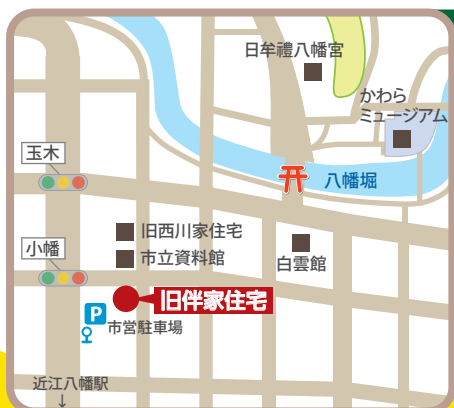 日牟禮八幡宮
かわら
ミュージアム
玉木
八幡堀
旧西川家住宅
小幡
市立資料館
白雲館
旧伴家住宅
P
市営駐車場
近江八幡駅
↓